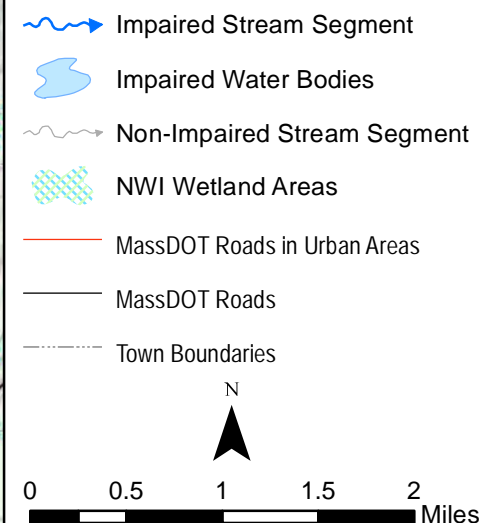 Impaired Stream Segment
Impaired Water Bodies
Non-Impaired Stream Segment
NWI Wetland Areas
MassDOT Roads in Urban Areas
MassDOT Roads
Town Boundaries
N
0 0.5 1 1.5 2
Miles